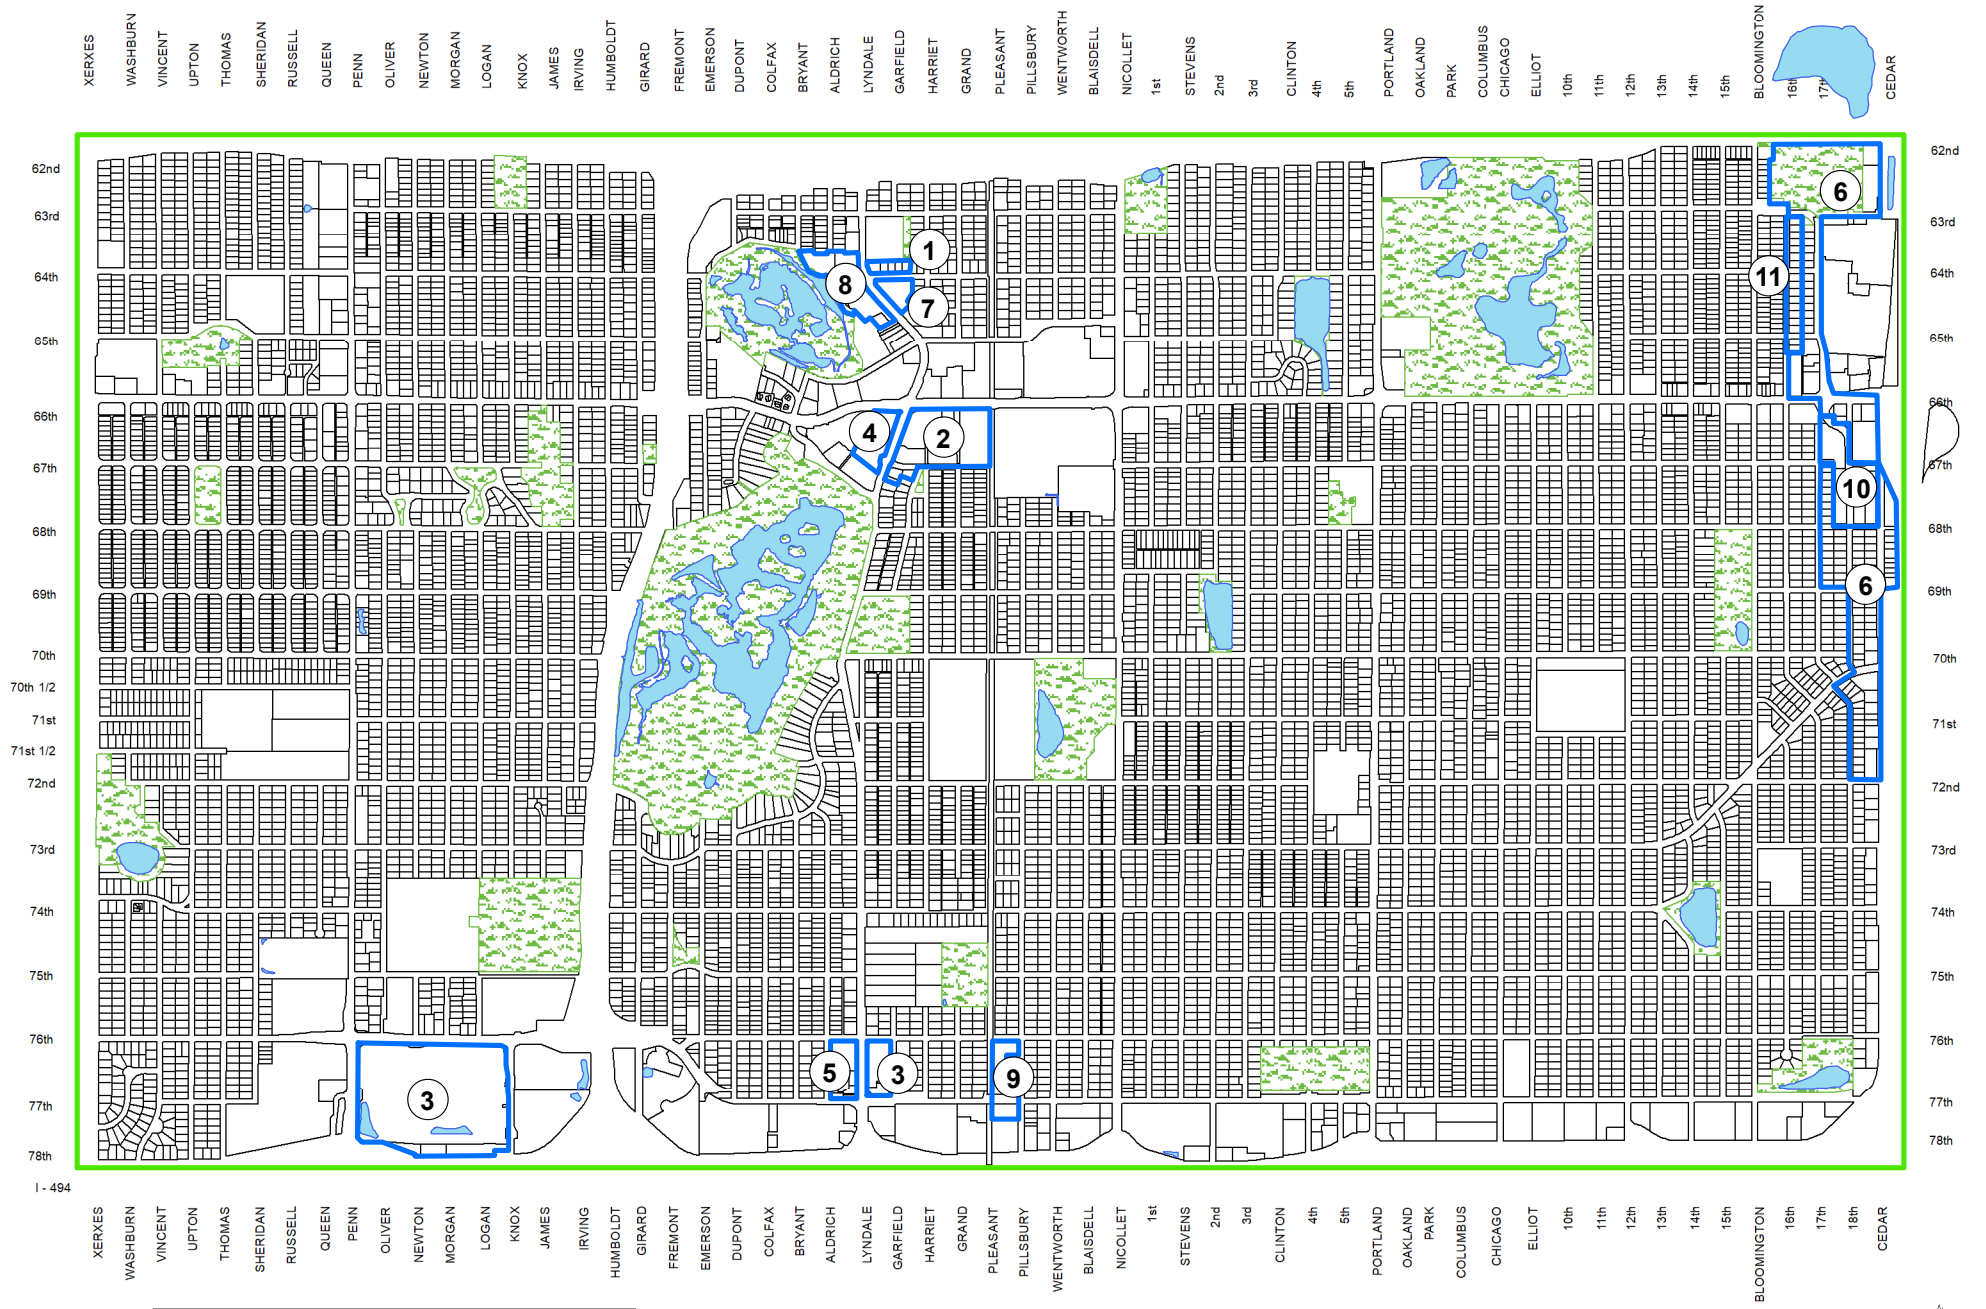 XERXES
WASHBURN
VINCENT
UPTON
THOMAS
SHERIDAN
RUSSELL
QUEEN
PENN
OLIVER
NEWTON
MORGAN
LOGAN
KNOX
JAMES
IRVING
HUMBOLDT
GIRARD
FREMONT
EMERSON
DUPONT
COLFAX
BRYANT
ALDRICH
LYNDALE
GARFIELD
HARRIET
GRAND
PLEASANT
PILLSBURY
WENTWORTH
BLAISDELL
NICOLLET
1st
STEVENS
2nd
3rd
CLINTON
4th
5th
PORTLAND
OAKLAND
PARK
COLUMBUS
CHICAGO
ELLIOT
10th
11th
12th
13th
14th
15th
BLOOMINGTON
16th
17th
CEDAR
62nd
62nd
6
63rd
63rd
1
64th
64th
11
8
7
65th
65th
66th
66th
4
2
67th
67th
10
68th
68th
6
69th
69th
70th
70th
70th 1/2
71st
71st
71st 1/2
72nd
72nd
73rd
73rd
74th
74th
75th
75th
76th
76th
5
3
9
3
77th
77th
78th
78th
I - 494
XERXES
WASHBURN
VINCENT
UPTON
THOMAS
SHERIDAN
RUSSELL
QUEEN
PENN
OLIVER
NEWTON
MORGAN
LOGAN
KNOX
JAMES
IRVING
HUMBOLDT
GIRARD
FREMONT
EMERSON
DUPONT
COLFAX
BRYANT
ALDRICH
LYNDALE
GARFIELD
HARRIET
GRAND
PLEASANT
PILLSBURY
WENTWORTH
BLAISDELL
NICOLLET
1st
STEVENS
2nd
3rd
CLINTON
4th
5th
PORTLAND
OAKLAND
PARK
COLUMBUS
CHICAGO
ELLIOT
10th
11th
12th
13th
14th
15th
BLOOMINGTON
16th
17th
18th
CEDAR